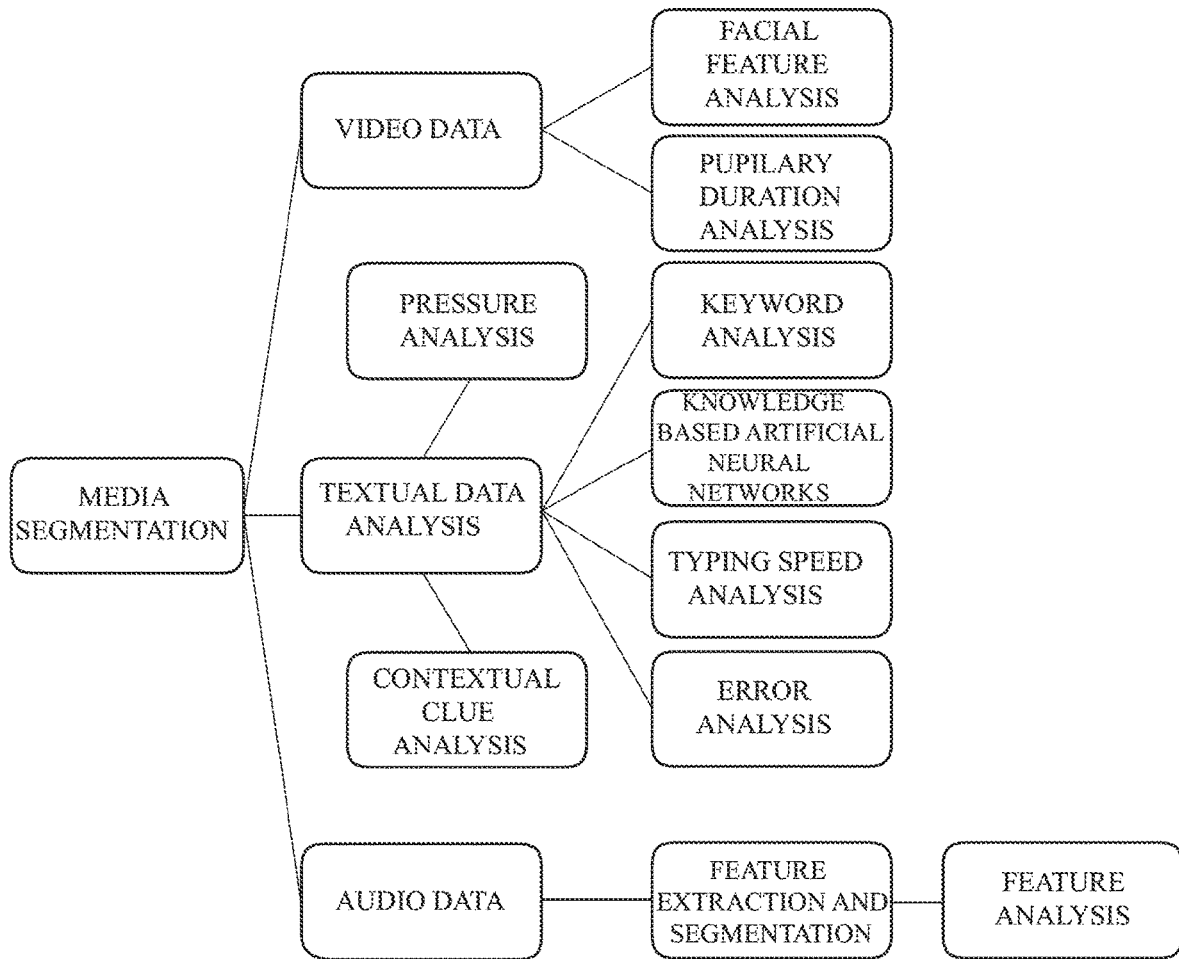 FACIAL
FEATURE
ANALYSIS
VIDEO DATA
PUPILARY
DURATION
ANALYSIS
PRESSURE
ANALYSIS
KEYWORD
ANALYSIS
KNOWLEDGE
BASED ARTIFICIAL
NEURAL
NETWORKS
MEDIA
SEGMENTATION
TEXTUAL DATA
ANALYSIS
TYPING SPEED
ANALYSIS
CONTEXTUAL
CLUE
ANALYSIS
ERROR
ANALYSIS
AUDIO DATA
FEATURE
EXTRACTION AND
SEGMENTATION
FEATURE
ANALYSIS